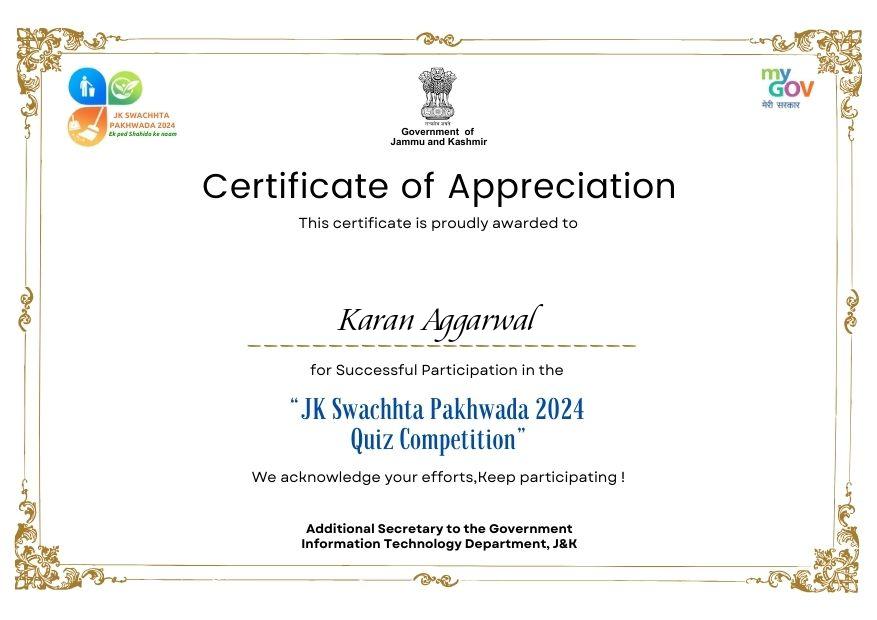 JK SWACHHTA
PAKHWADA 2024
Ek ped Shahido ke naam
सत्यमेव जयते
Government of
Jammu and Kashmir
my
GOV
मेरी सरकार
Certificate of Appreciation
This certificate is proudly awarded to
Karan Aggarwal
for Successful Participation in the
“JK Swachhta Pakhwada 2024
Quiz Competition”
We acknowledge your efforts,Keep participating !
Additional Secretary to the Government
Information Technology Department, J&K